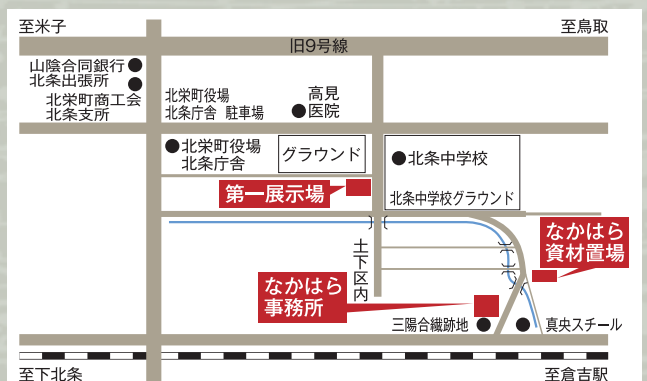 至米子
至鳥取
旧9号線
山陰合同銀行
北条出張所
北栄町商工会
北条支所
北栄町役場
北条庁舎 駐車場
高見
医院
北栄町役場
北条庁舎
グラウンド
北条中学校
北条中学校グラウンド
第一展示場
なかはら
資材置場
土下区内
なかはら
事務所
三陽合繊跡地
真央スチール
至下北条
至倉吉駅